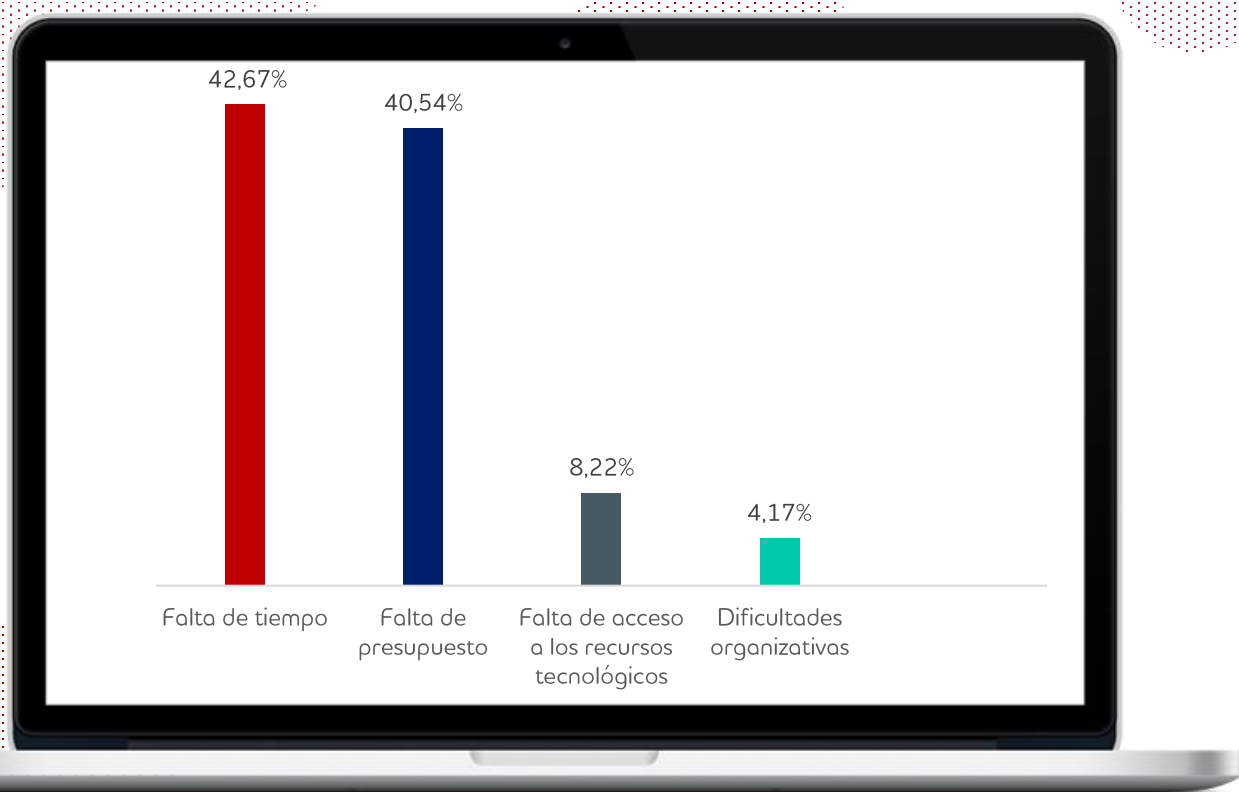 42,67%
40,54%
8,22%
4,17%
Falta de tiempo
Falta de
presupuesto
Falta de acceso
a los recursos
tecnológicos
Dificultades
organizativas